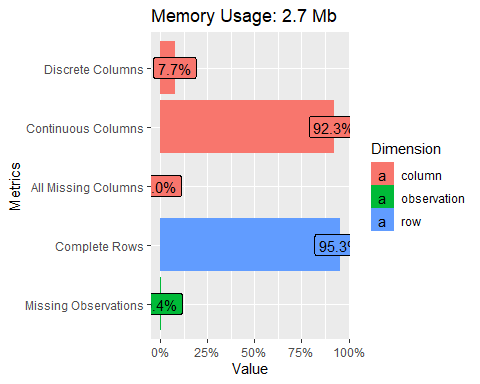 Memory Usage: 2.7 Mb
Discrete Columns
7.7%
Continuous Columns
92.3%
All Missing Columns
.0%
Complete Rows
95.3%
Missing Observations
.4%
0%
25%
50%
75%
100%
Value
Metrics
Dimension
a column
a observation
a row